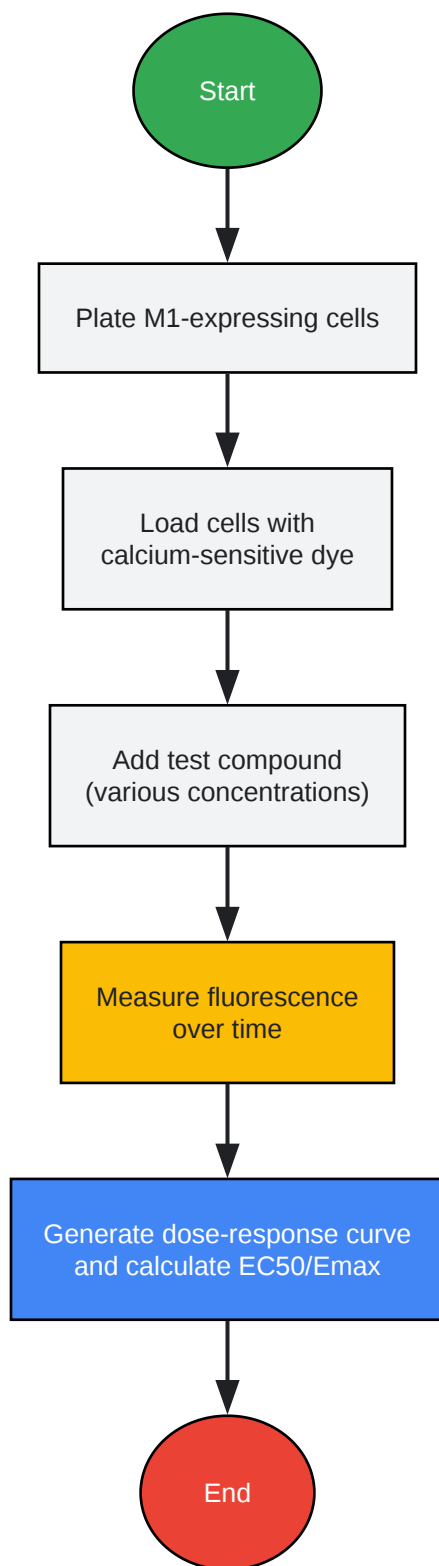 Start
Plate M1-expressing cells
Load cells with
calcium-sensitive dye
Add test compound
(various concentrations)
Measure fluorescence
over time
Generate dose-response curve
and calculate EC50/Emax
End